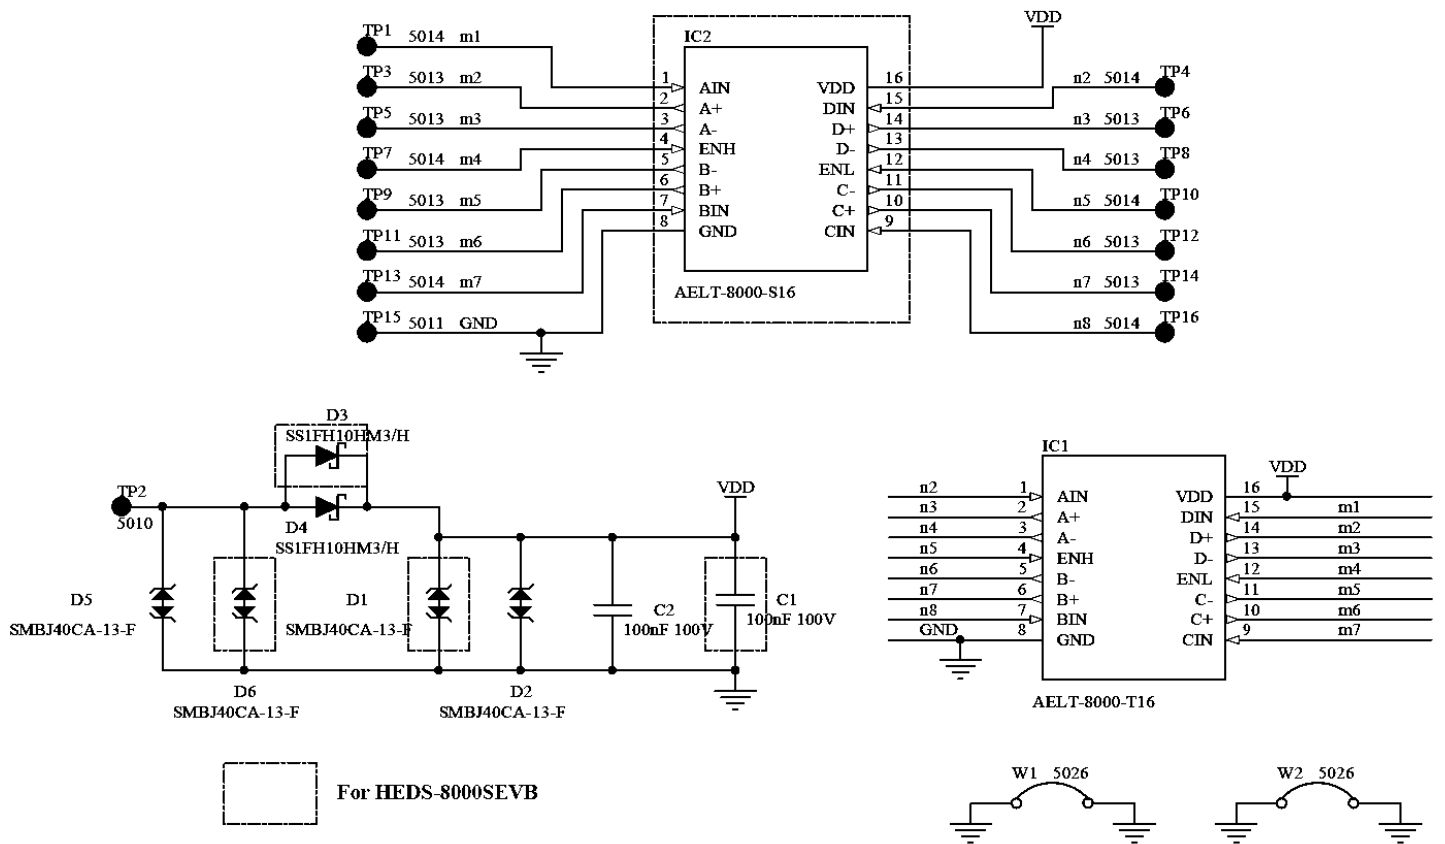 VDD
TP1 5014 m1
IC2
TP3 5013 m2
1 AIN VDD 16
n2 5014 TP4
2 A+ DIN 15
TP5 5013 m3
3 A- D+ 14
n3 5013 TP6
4 ENH D- 13
TP7 5014 m4
n4 5013 TP8
5 B- ENL 12
6 B+ C- 11
TP9 5013 m5
n5 5014 TP10
7 BIN C+ 10
8 GND CIN 9
TP11 5013 m6
n6 5013 TP12
TP13 5014 m7
n7 5013 TP14
AELT-8000-S16
TP15 5011 GND
n8 5014 TP16
D3
SS1FH10HM3/H
TP2
5010
D4
SS1FH10HM3/H
VDD
D5
SMBJ40CA-13-F
D1
SMBJ40CA-13-F
C2
100nF 100V
C1
100nF 100V
D6
SMBJ40CA-13-F
D2
SMBJ40CA-13-F
IC1
VDD
n2 1 AIN VDD 16
n3 2 A+ DIN 15 m1
n4 3 A- D+ 14 m2
n5 4 ENH D- 13 m3
n6 5 B- ENL 12 m4
n7 6 B+ C- 11 m5
n8 7 BIN C+ 10 m6
GND 8 GND CIN 9 m7
AELT-8000-T16
For HEDS-8000SEVB
W1 5026
W2 5026